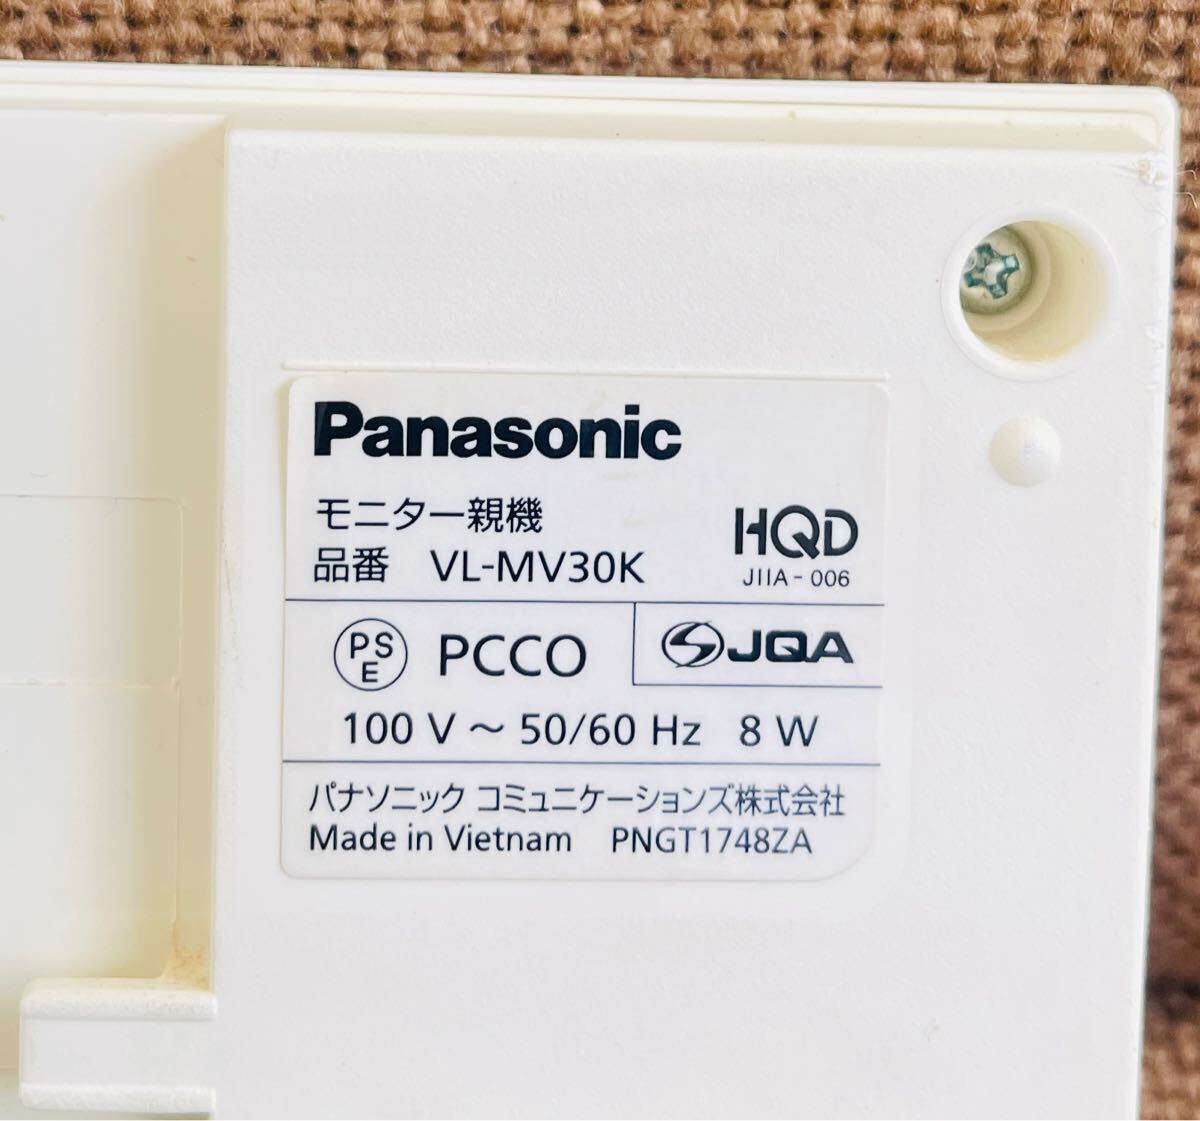 Panasonic
モニター親機
品番 VL-MV30K
HQD
JIIA-006
PSE PCCO
JQA
100 V ～ 50/60 Hz 8 W
パナソニック コミュニケーションズ株式会社
Made in Vietnam PNGT1748ZA